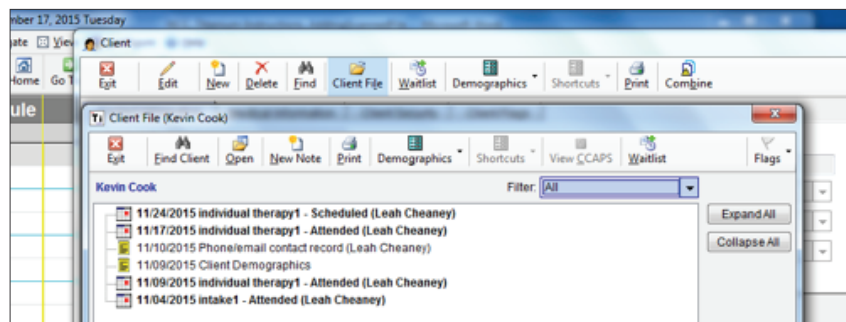 mber 17, 2015 Tuesday
gate View
Client
Home Go T
Exit Edit New Delete Find Client File Waitlist Demographics Shortcuts Print Combine
ule
Client File (Kevin Cook)
Exit Find Client Open New Note Print Demographics Shortcuts View CCAPS Waitlist Flags
Kevin Cook Filter: All
11/24/2015 individual therapy1 - Scheduled (Leah Cheaney)
Expand All
11/17/2015 individual therapy1 - Attended (Leah Cheaney)
11/10/2015 Phone/email contact record (Leah Cheaney)
Collapse All
11/09/2015 Client Demographics
11/09/2015 individual therapy1 - Attended (Leah Cheaney)
11/04/2015 intake1 - Attended (Leah Cheaney)